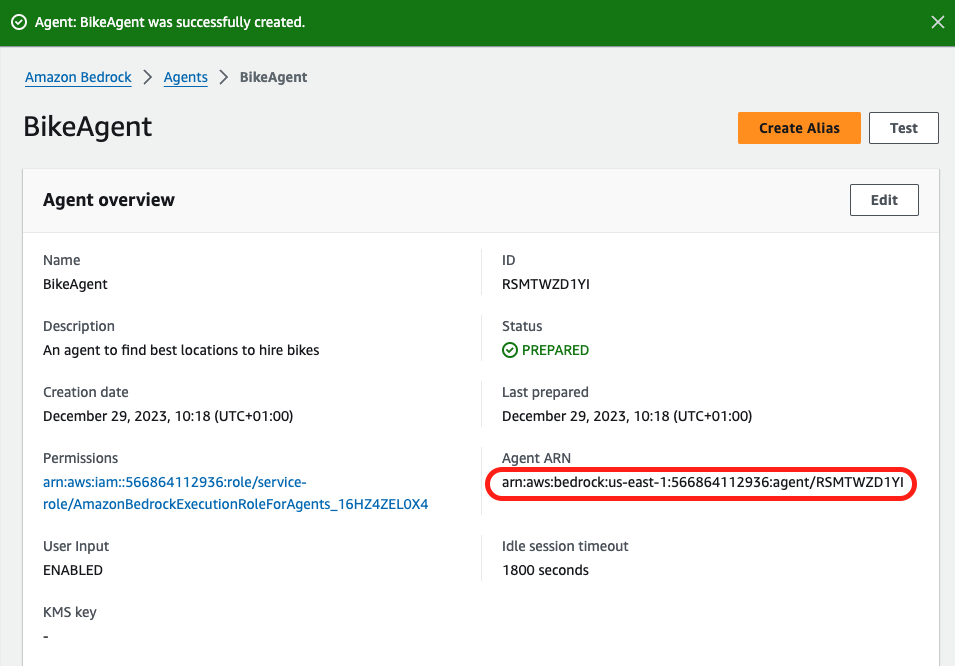 Agent: BikeAgent was successfully created.
Amazon Bedrock > Agents > BikeAgent
BikeAgent
Create Alias
Test
Agent overview
Edit
Name
BikeAgent
ID
RSMTWZD1YI
Description
An agent to find best locations to hire bikes
Status
PREPARED
Creation date
December 29, 2023, 10:18 (UTC+01:00)
Last prepared
December 29, 2023, 10:18 (UTC+01:00)
Permissions
arn:aws:iam::566864112936:role/service-
role/AmazonBedrockExecutionRoleForAgents_16HZ4ZEL0X4
Agent ARN
arn:aws:bedrock:us-east-1:566864112936:agent/RSMTWZD1YI
User Input
ENABLED
Idle session timeout
1800 seconds
KMS key
-